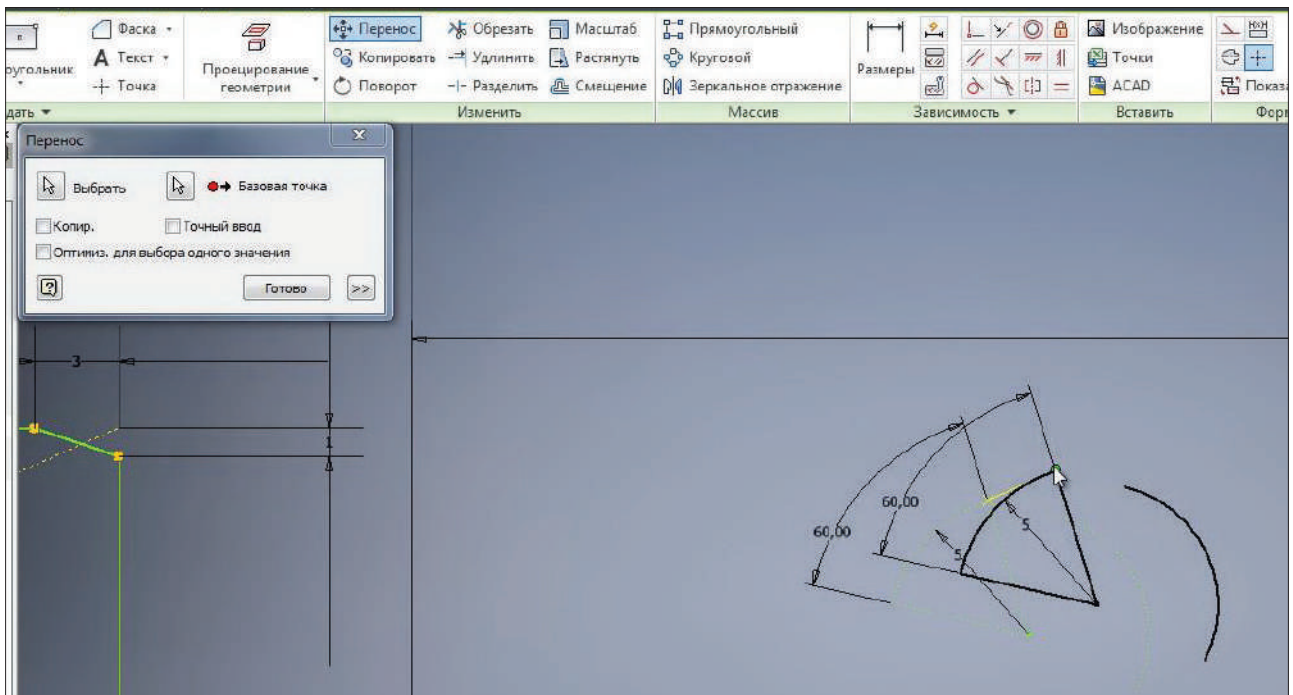 Фаска
Перенос Обрезать Масштаб
Прямоугольный
Изображение
Текст
Копировать Удлинить Растянуть
Круговой
Точки
Проецирование
геометрии
Размеры
Точка
Поворот Разделить Смещение
Зеркальное отражение
ACAD
Изменить Массив Зависимость Вставить
Перенос
Выбрать Базовая точка
Копир. Точный ввод
Оптимиз. для выбора одного значения
Готово >>
3
1
60,00
60,00
5
5